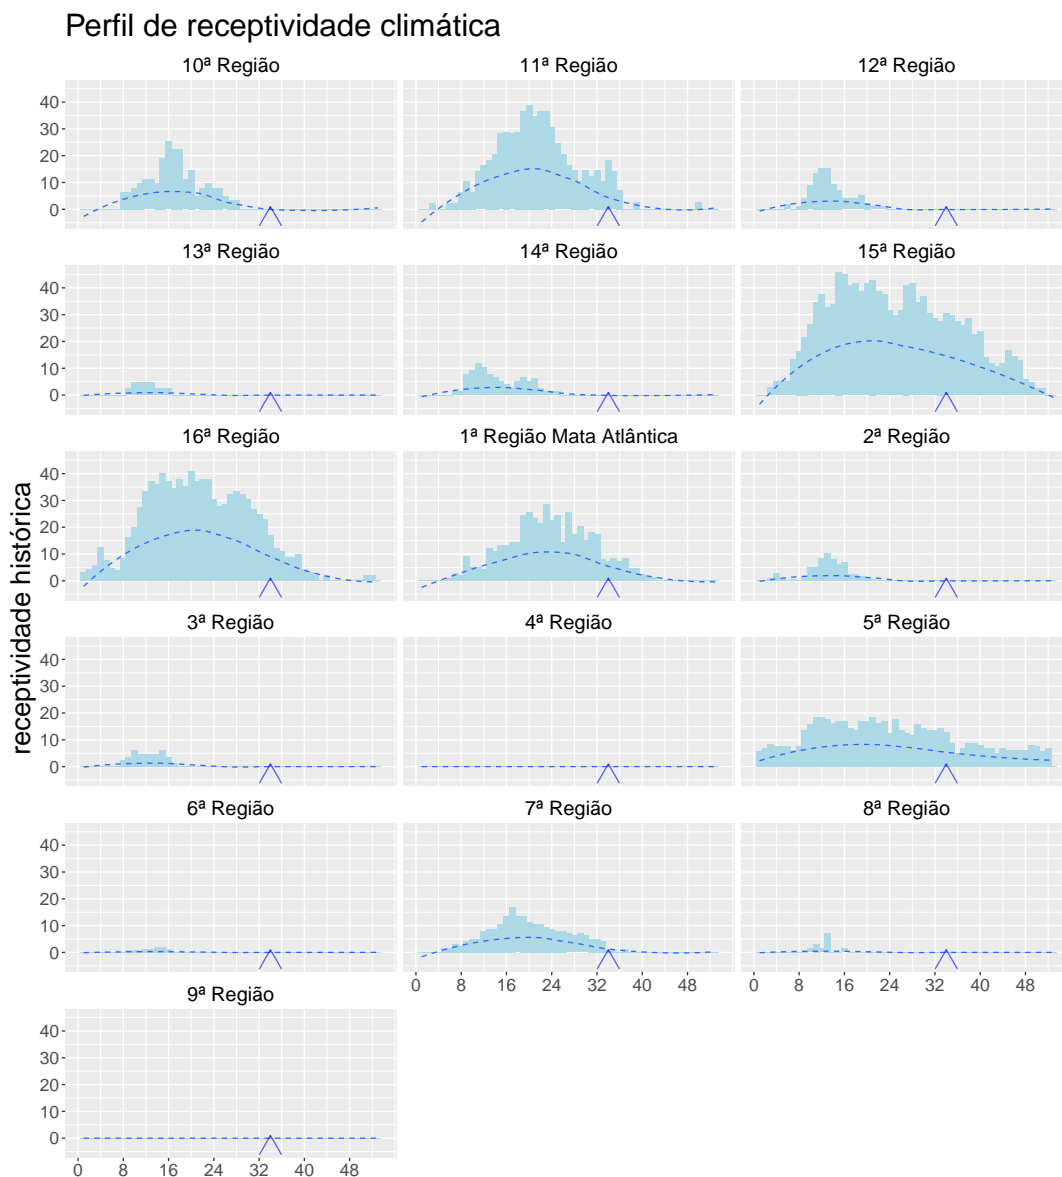 Perfil de receptividade climática
10ª Região
11ª Região
12ª Região
40
30
20
10
0
13ª Região
14ª Região
15ª Região
40
30
20
10
0
16ª Região
1ª Região Mata Atlântica
2ª Região
40
30
20
10
0
receptividade histórica
3ª Região
4ª Região
5ª Região
40
30
20
10
0
6ª Região
7ª Região
8ª Região
40
30
20
10
0
0 8 16 24 32 40 48
0 8 16 24 32 40 48
9ª Região
40
30
20
10
0
0 8 16 24 32 40 48